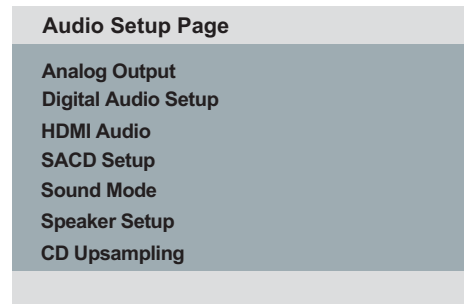 Audio Setup Page
Analog Output
Digital Audio Setup
HDMI Audio
SACD Setup
Sound Mode
Speaker Setup
CD Upsampling